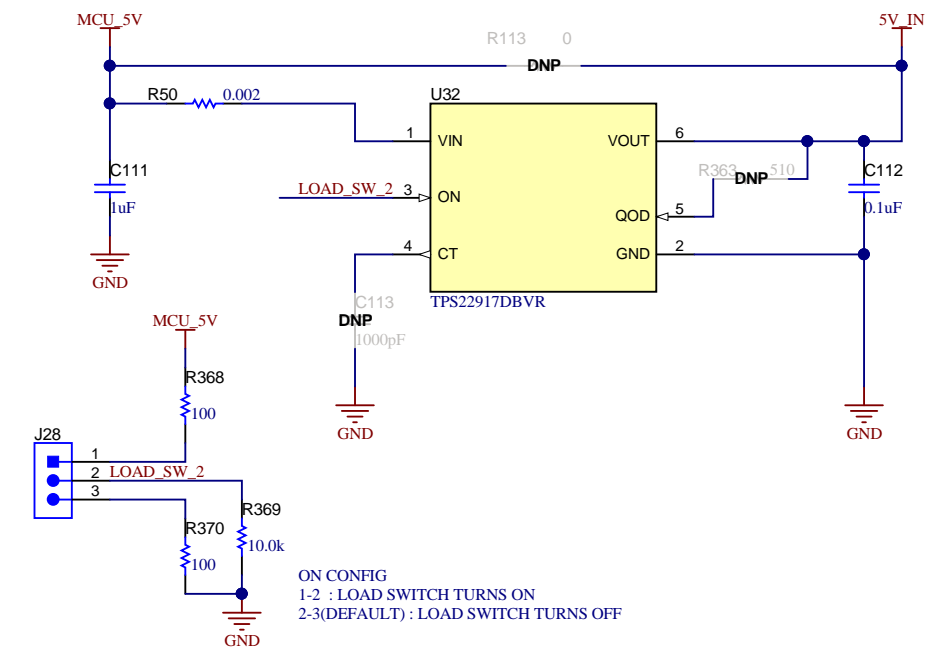 MCU_5V
5V_IN
R113 0
DNP
R50 0.002
U32
1 VIN
VOUT 6
C111
1uF
R363 510
DNP
C112
0.1uF
LOAD_SW_2 3 ON
QOD 5
4 CT
GND 2
GND
TPS22917DBVR
C113
DNP
1000pF
MCU_5V
R368
100
GND
GND
J28
1
2 LOAD_SW_2
3
R369
10.0k
R370
100
ON CONFIG
1-2 : LOAD SWITCH TURNS ON
2-3(DEFAULT) : LOAD SWITCH TURNS OFF
GND